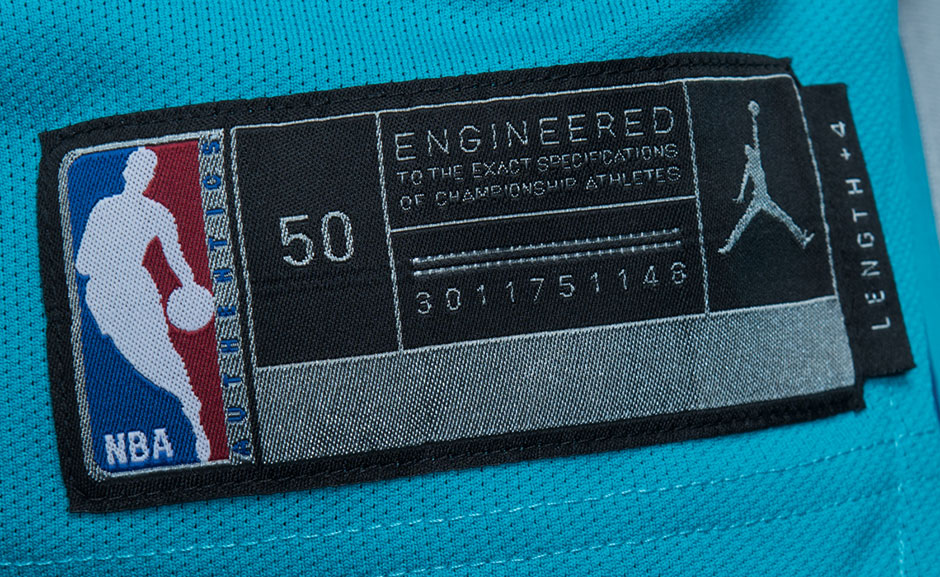 NBA
AUTHENTICS
50
ENGINEERED
TO THE EXACT SPECIFICATIONS
OF CHAMPIONSHIP ATHLETES
3011751148
LENGTH +4